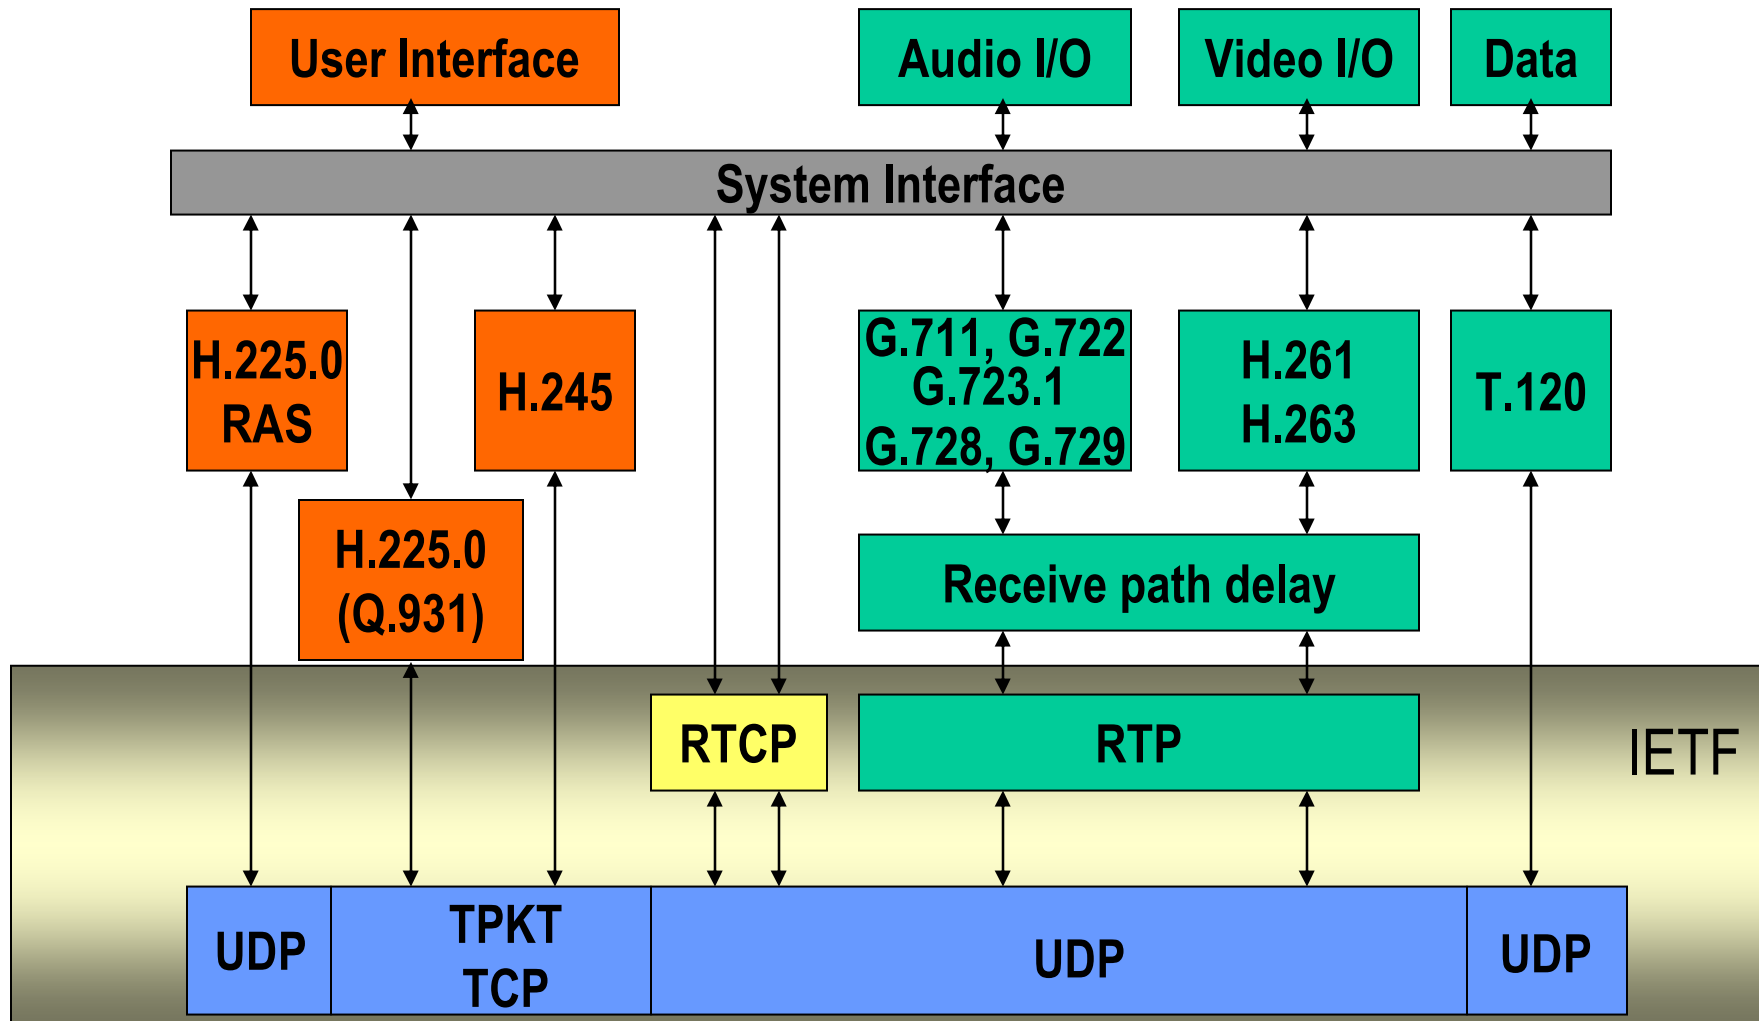 User Interface
Audio I/O
Video I/O
Data
System Interface
H.225.0
RAS
H.245
G.711, G.722
G.723.1
G.728, G.729
H.261
H.263
T.120
H.225.0
(Q.931)
Receive path delay
RTCP
RTP
IETF
UDP
TPKT
TCP
UDP
UDP